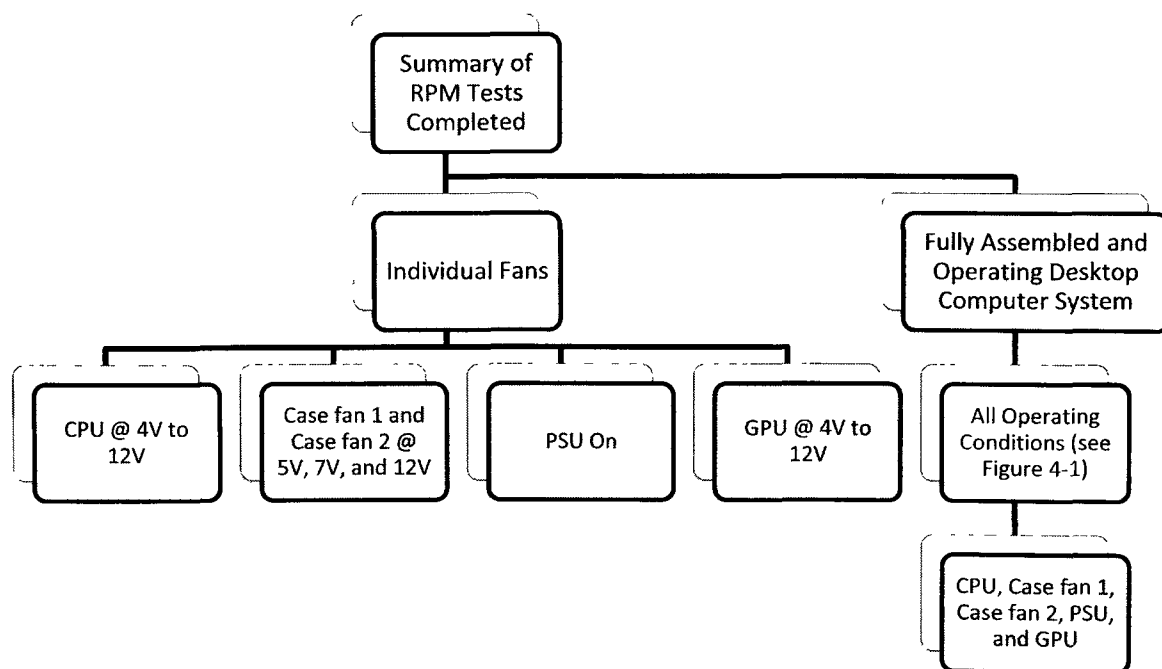 Summary of
RPM Tests
Completed
Individual Fans
Fully Assembled and
Operating Desktop
Computer System
CPU @ 4V to
12V
Case fan 1 and
Case fan 2 @
5V, 7V, and 12V
PSU On
GPU @ 4V to
12V
All Operating
Conditions (see
Figure 4-1)
CPU, Case fan 1,
Case fan 2, PSU,
and GPU